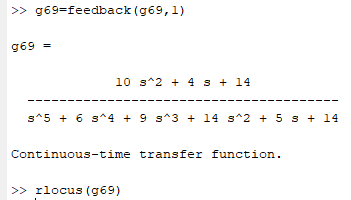 >> g69=feedback(g69,1)
g69 =
10 s^2 + 4 s + 14
---------------------------------------
s^5 + 6 s^4 + 9 s^3 + 14 s^2 + 5 s + 14
Continuous-time transfer function.
>> rlocus(g69)